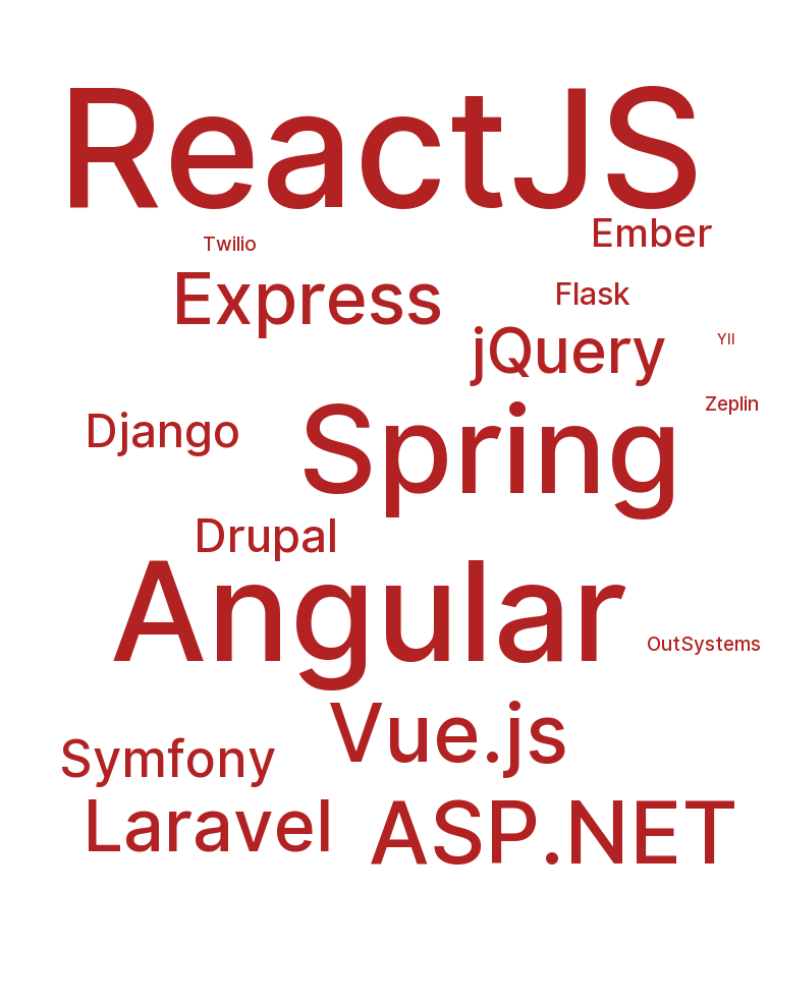 ReactJS
Ember
Twilio
Express
Flask
YII
jQuery
Zeplin
Django
Spring
Drupal
Angular
OutSystems
Vue.js
Symfony
Laravel
ASP.NET